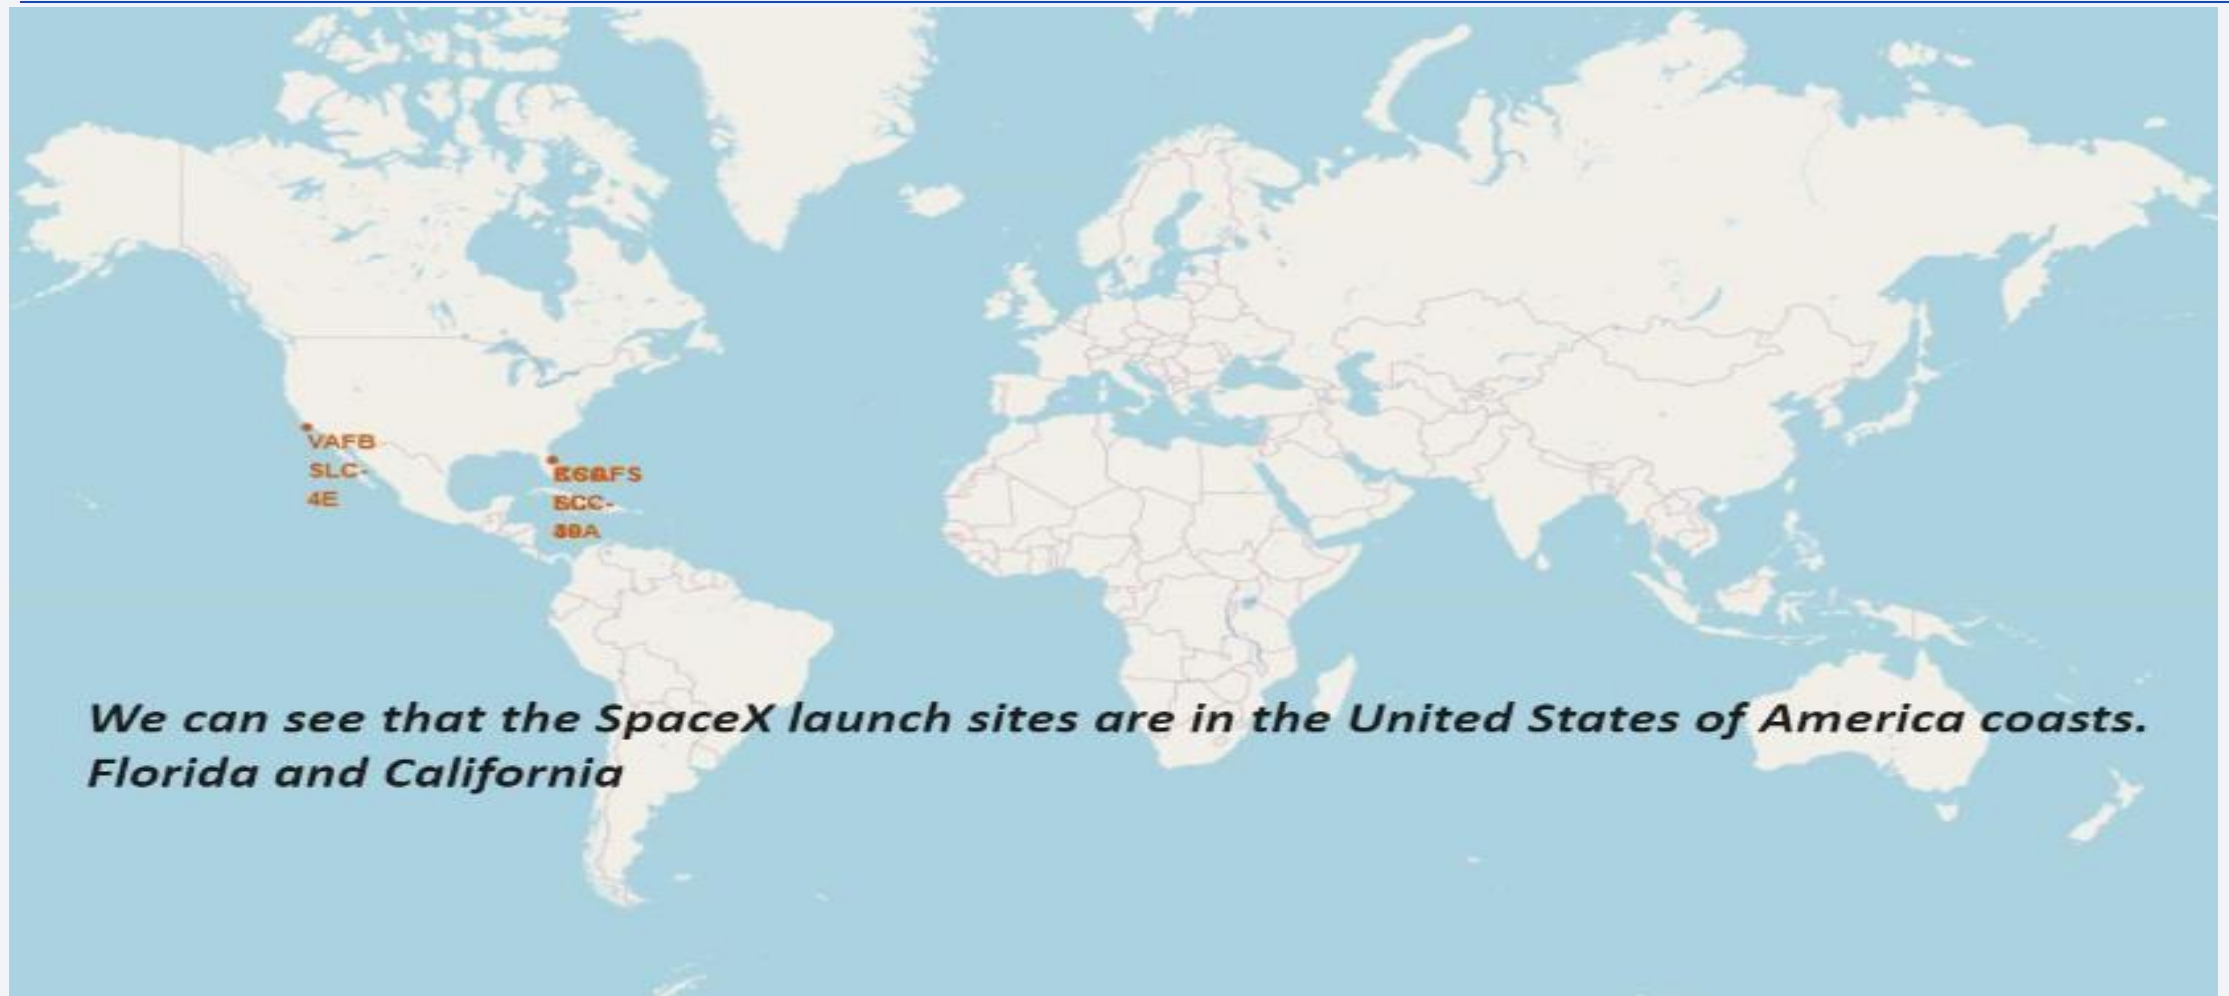 VAFB
SLC-
4E
We can see that the SpaceX launch sites are in the United States of America coasts.
Florida and California